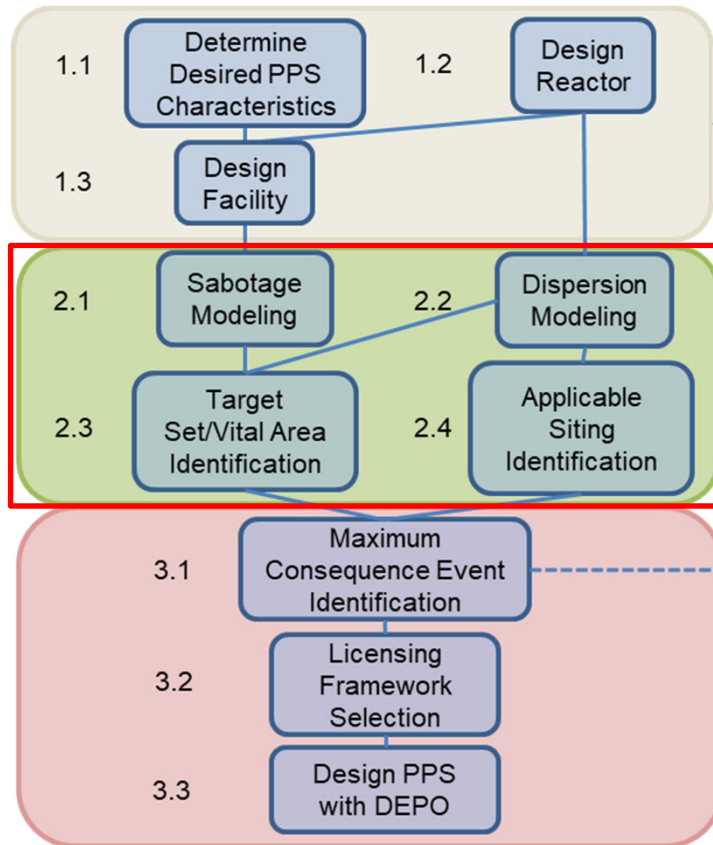 1.1
Determine
Desired PPS
Characteristics
1.2
Design
Reactor
1.3
Design
Facility
2.1
Sabotage
Modeling
2.2
Dispersion
Modeling
2.3
Target
Set/Vital Area
Identification
2.4
Applicable
Siting
Identification
3.1
Maximum
Consequence Event
Identification
3.2
Licensing
Framework
Selection
3.3
Design PPS
with DEPO